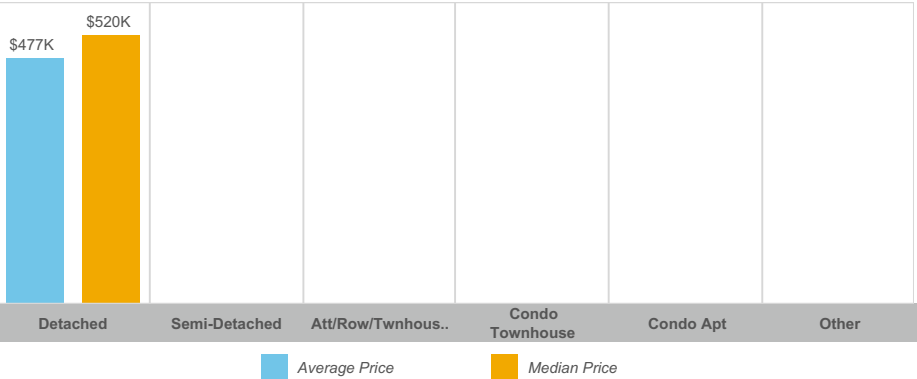 $520K
$477K
Detached
Semi-Detached
Att/Row/Twnhous..
Condo
Townhouse
Condo Apt
Other
Average Price
Median Price